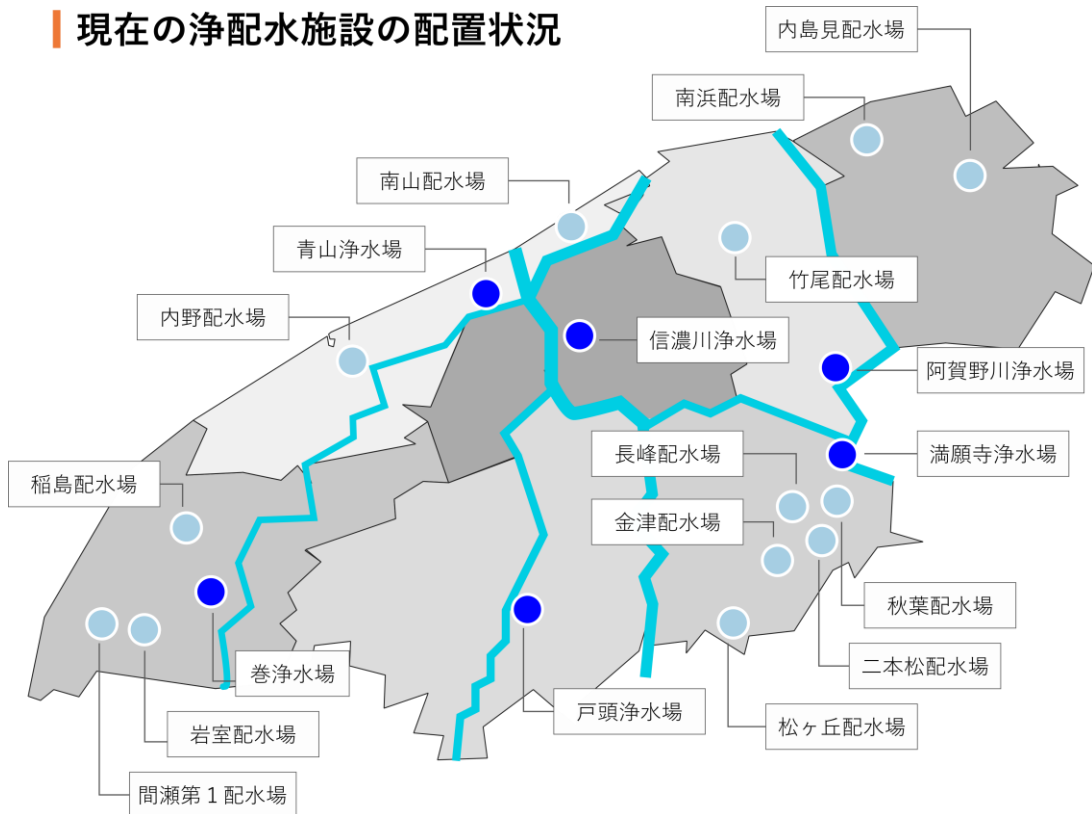 現在の浄配水施設の配置状況
内島見配水場
南浜配水場
南山配水場
青山浄水場
竹尾配水場
内野配水場
信濃川浄水場
阿賀野川浄水場
長峰配水場
満願寺浄水場
稲島配水場
金津配水場
秋葉配水場
巻浄水場
二本松配水場
戸頭浄水場
岩室配水場
松ヶ丘配水場
間瀬第1配水場